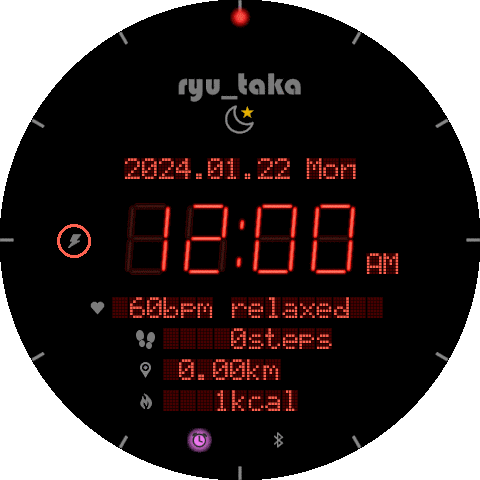 ryu_taka
2024.01.22 Mon
12:00 AM
60bpm relaxed
0steps
0.00km
1kcal